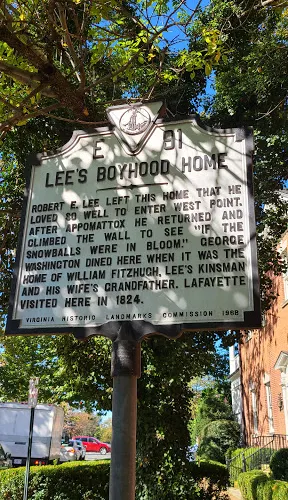 E 91
LEE'S BOYHOOD HOME
ROBERT E. LEE LEFT THIS HOME THAT HE
LOVED SO WELL TO ENTER WEST POINT.
AFTER APPOMATTOX HE RETURNED AND
CLIMBED THE WALL TO SEE "IF THE
SNOWBALLS WERE IN BLOOM." GEORGE
WASHINGTON DINED HERE WHEN IT WAS THE
HOME OF WILLIAM FITZHUGH, LEE'S KINSMAN
AND HIS WIFE'S GRANDFATHER. LAFAYETTE
VISITED HERE IN 1824.
VIRGINIA HISTORIC LANDMARKS COMMISSION 1968